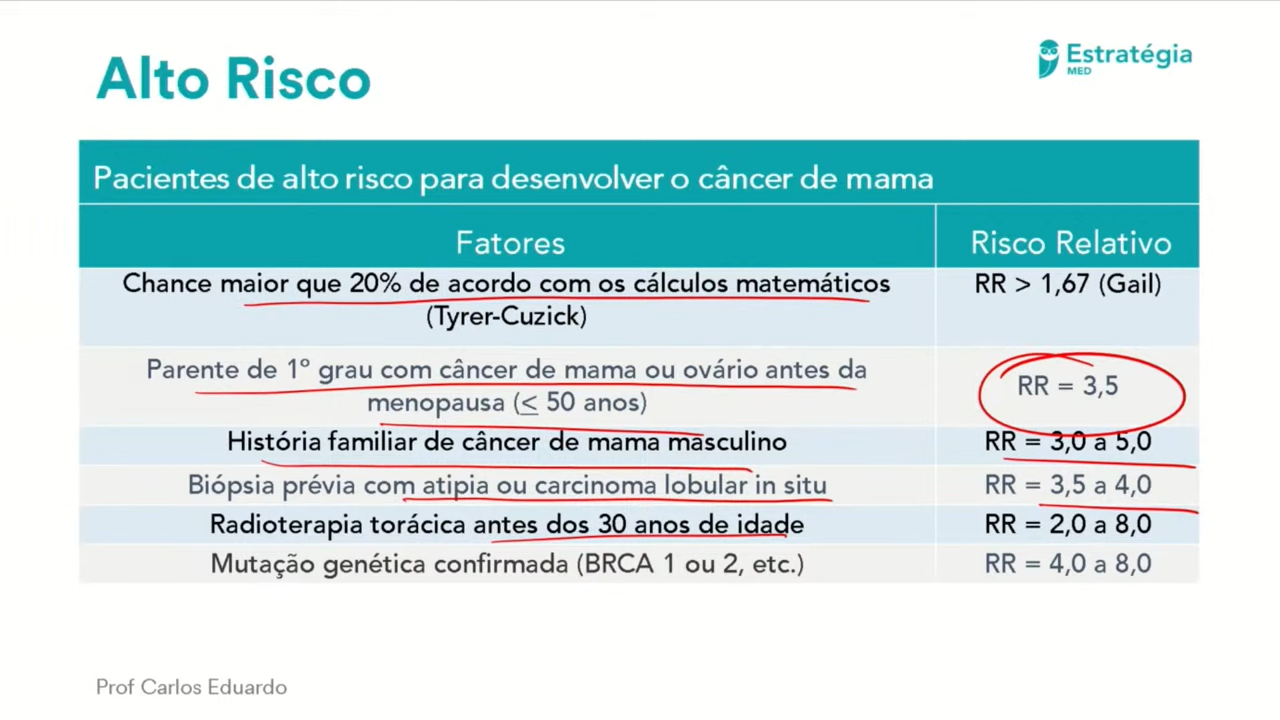 Alto Risco
Estratégia
MED
Pacientes de alto risco para desenvolver o câncer de mama
Fatores
Risco Relativo
Chance maior que 20% de acordo com os cálculos matemáticos
(Tyrer-Cuzick)
RR > 1,67 (Gail)
Parente de 1º grau com câncer de mama ou ovário antes da
menopausa (≤ 50 anos)
RR = 3,5
História familiar de câncer de mama masculino
RR = 3,0 a 5,0
Biópsia prévia com atipia ou carcinoma lobular in situ
RR = 3,5 a 4,0
Radioterapia torácica antes dos 30 anos de idade
RR = 2,0 a 8,0
Mutação genética confirmada (BRCA 1 ou 2, etc.)
RR = 4,0 a 8,0
Prof Carlos Eduardo